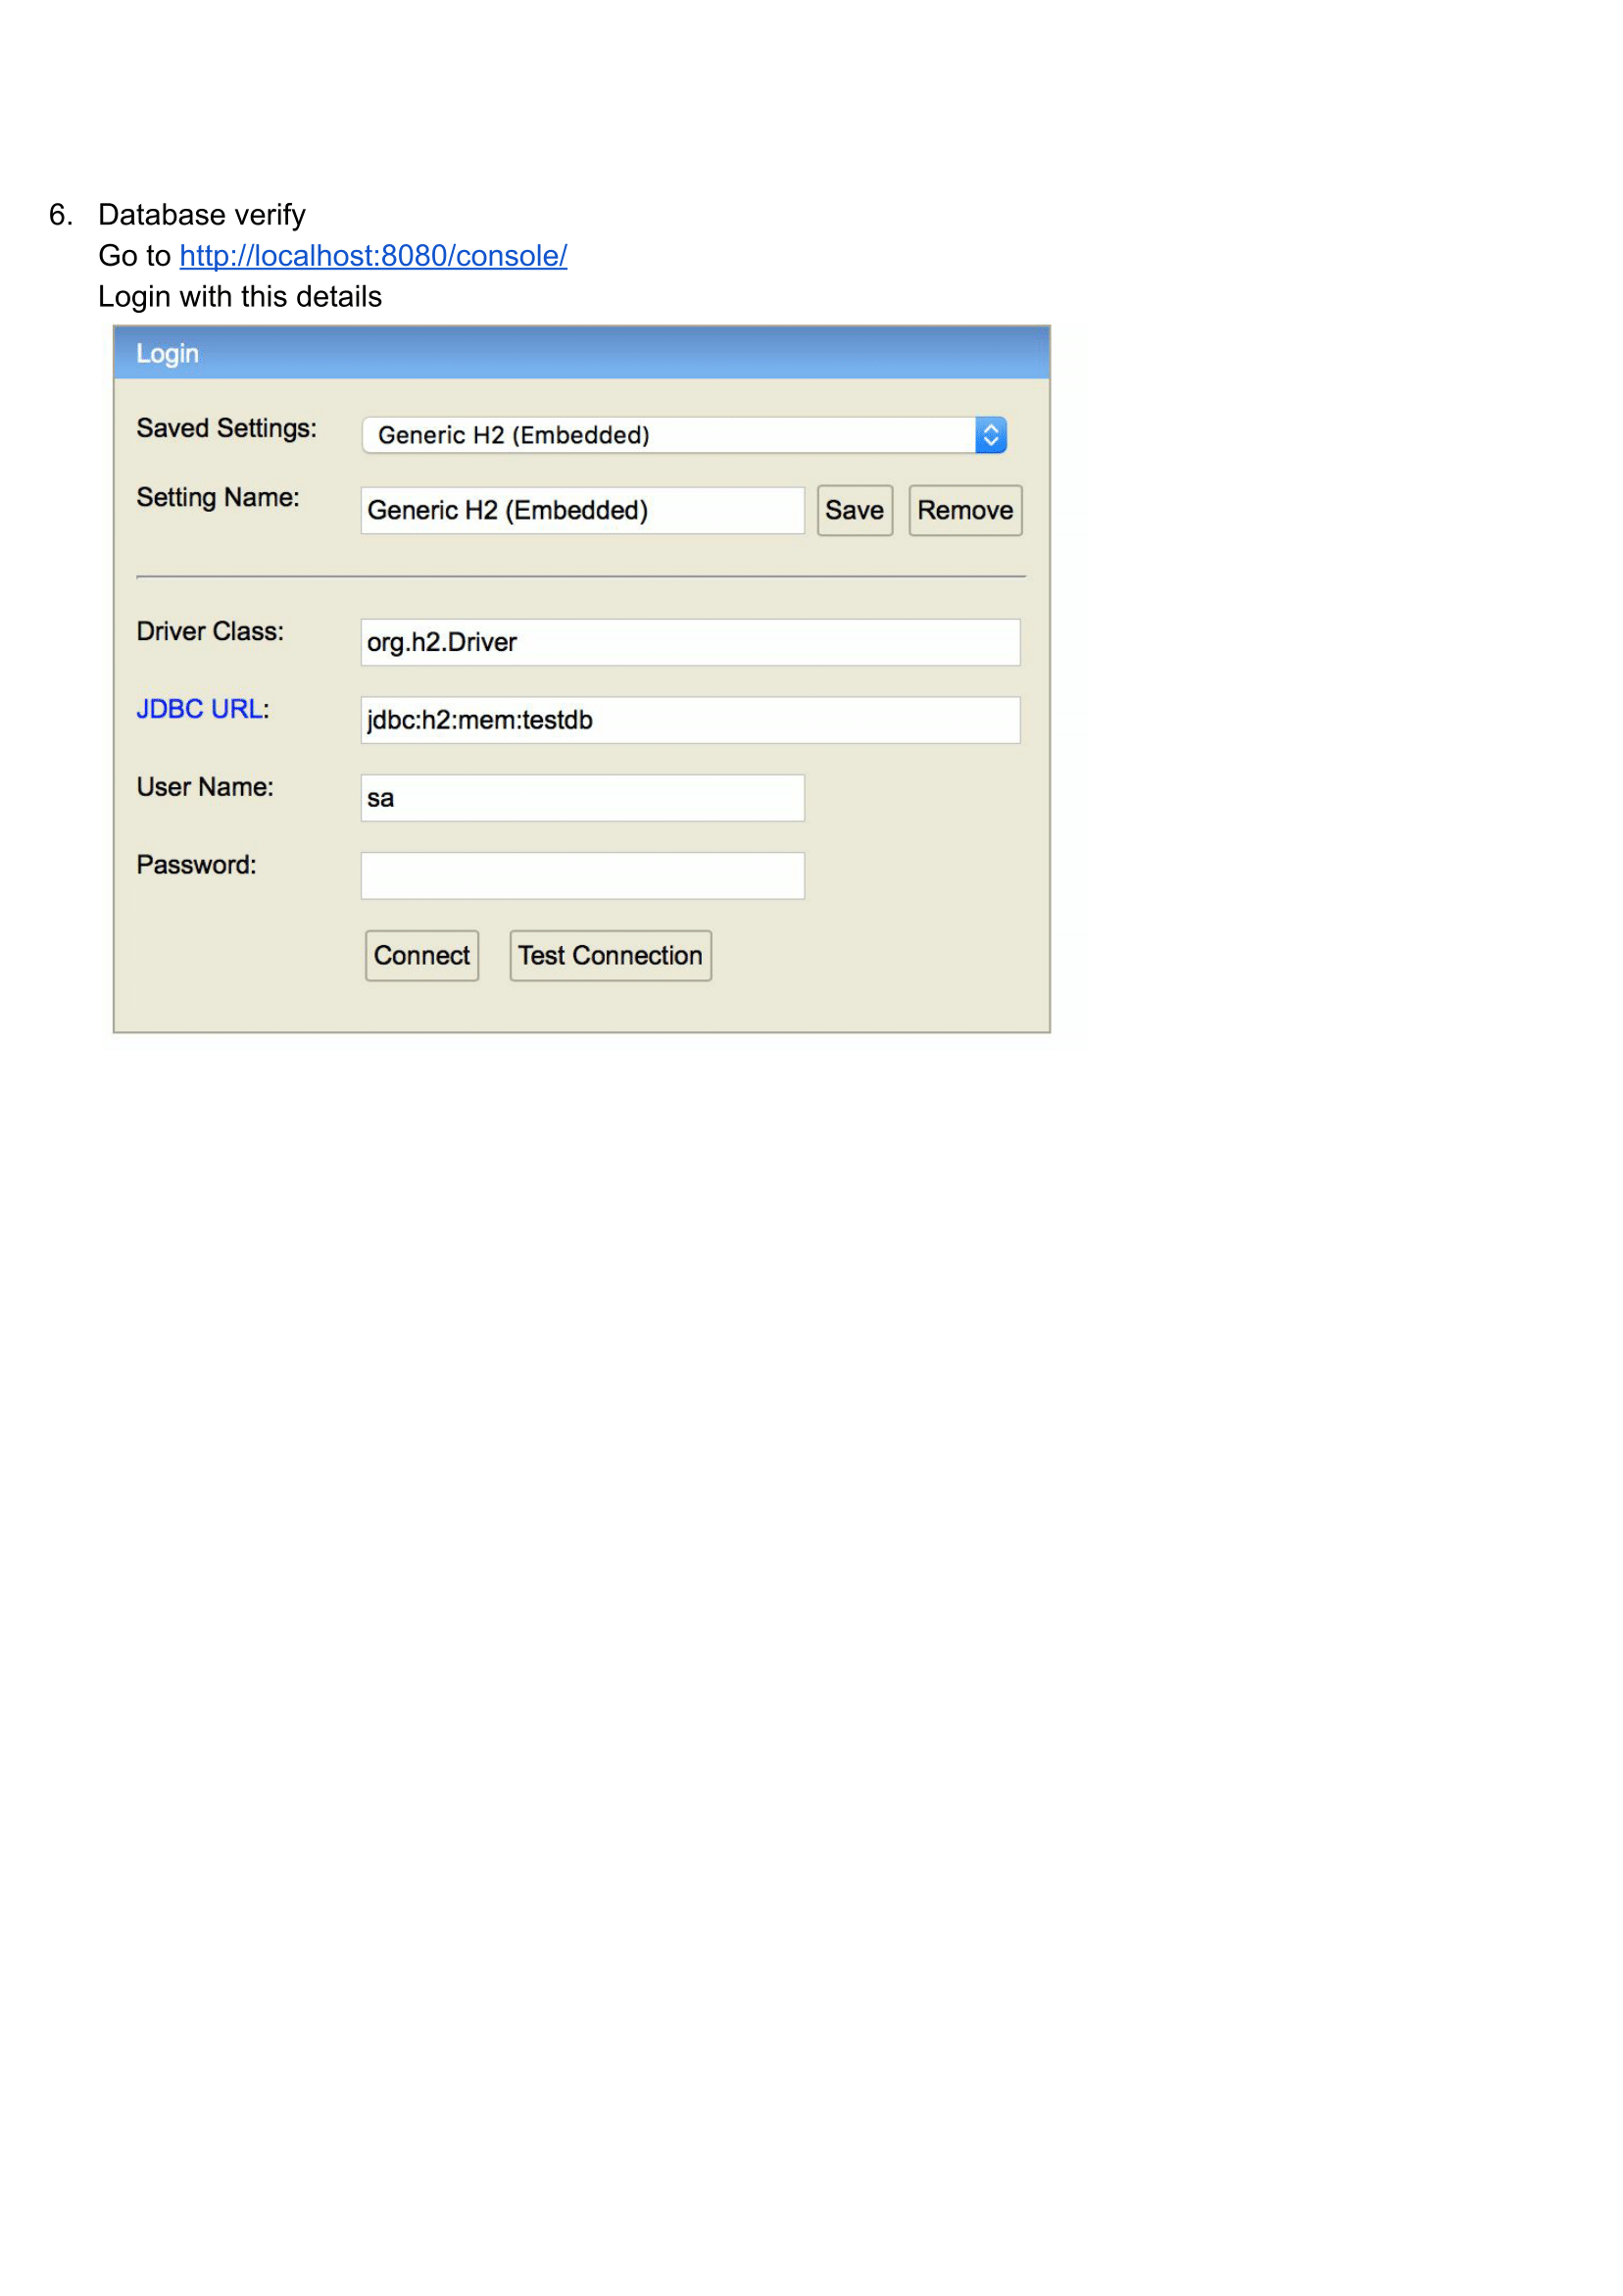 6. Database verify
Go to http://localhost:8080/console/
Login with this details
Login
Saved Settings: Generic H2 (Embedded)
Setting Name: Generic H2 (Embedded) Save Remove
Driver Class: org.h2.Driver
JDBC URL: jdbc:h2:mem:testdb
User Name: sa
Password:
Connect Test Connection